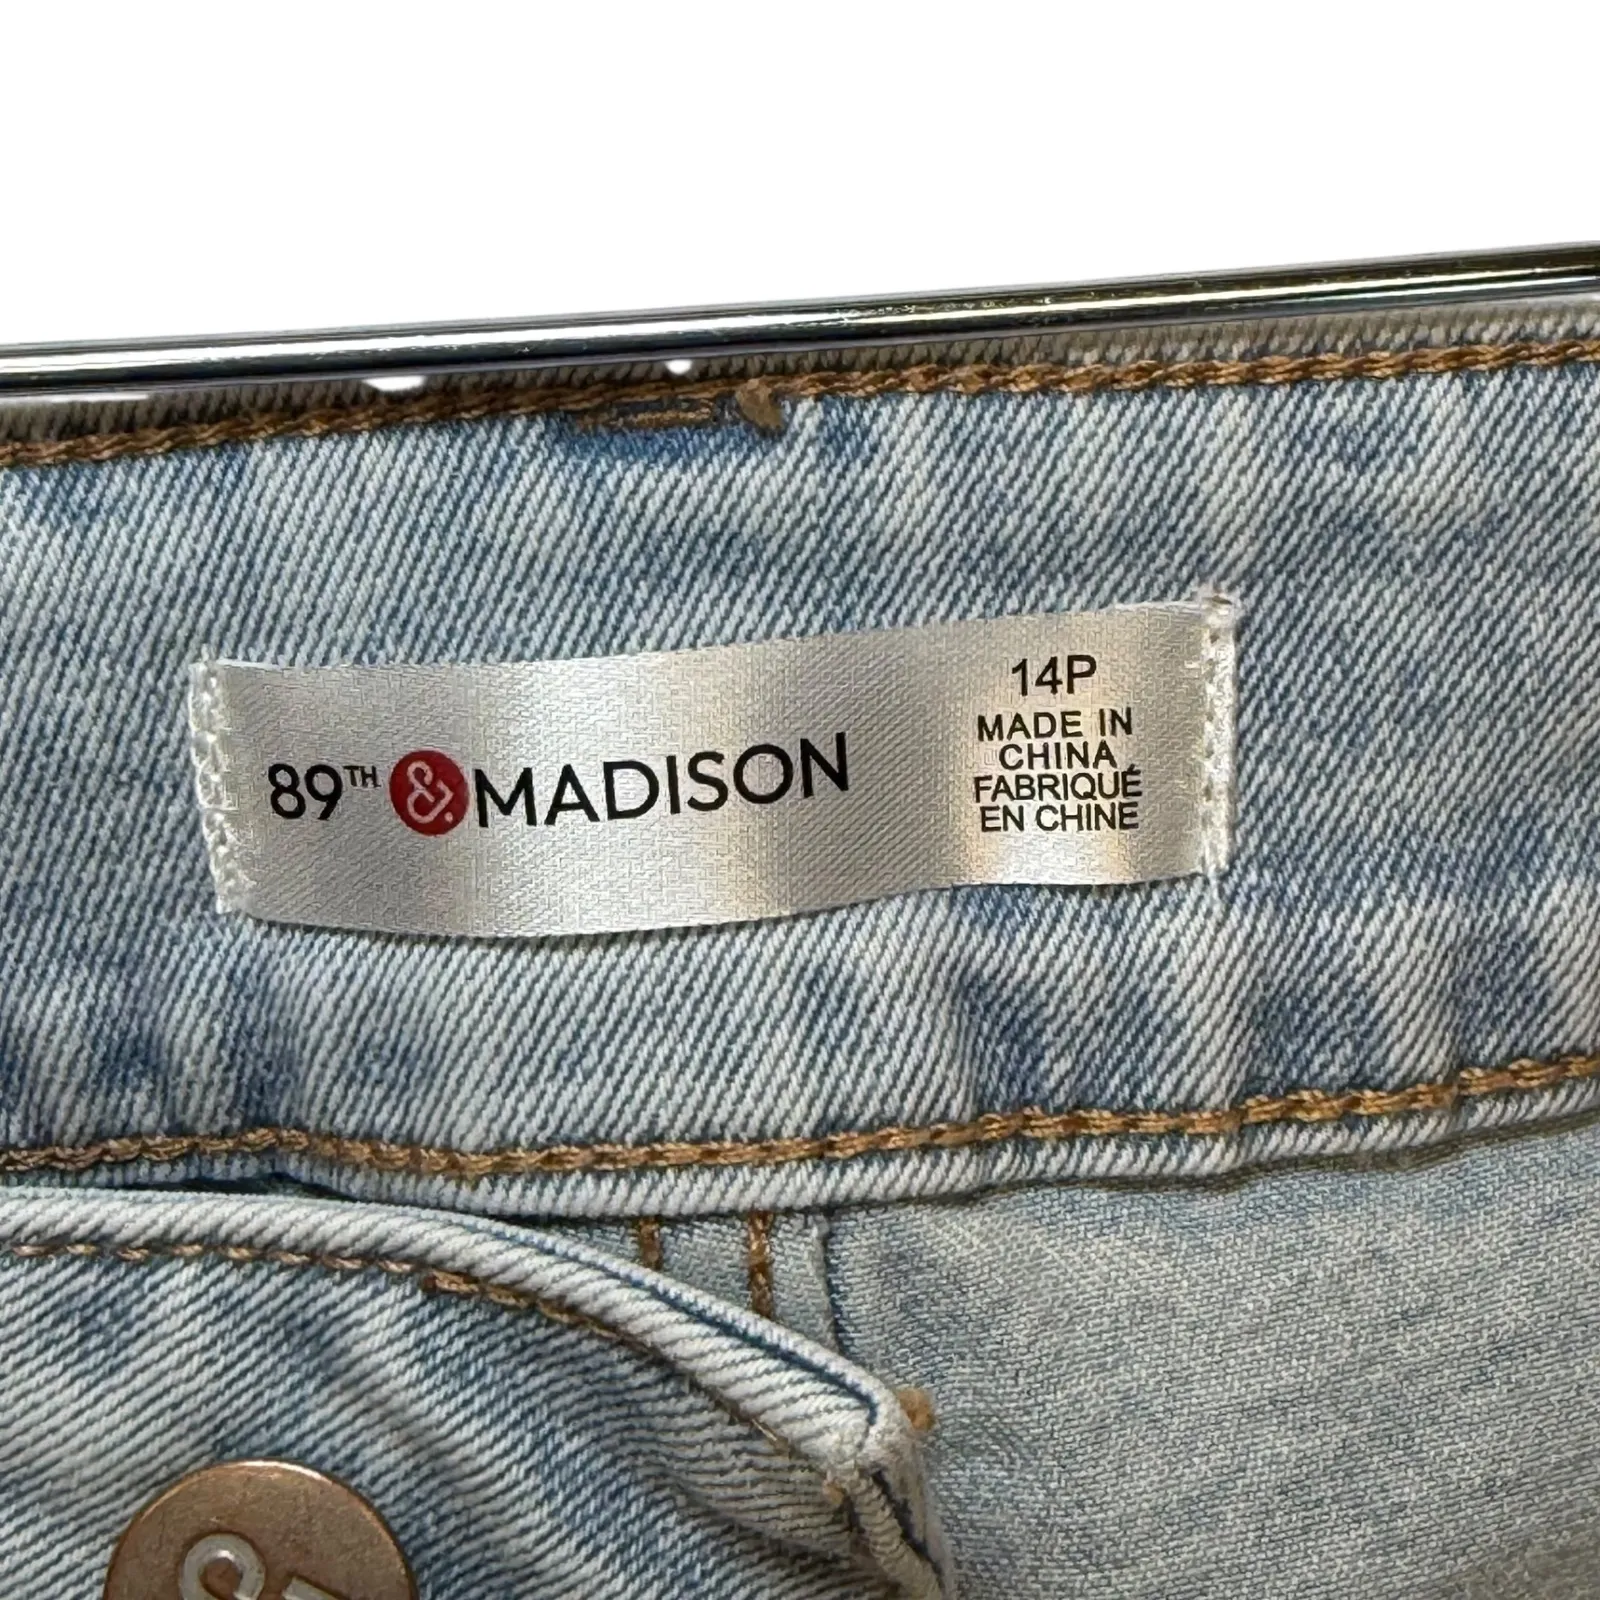 89TH & MADISON
14P
MADE IN
CHINA
FABRIQUÉ
EN CHINE
&